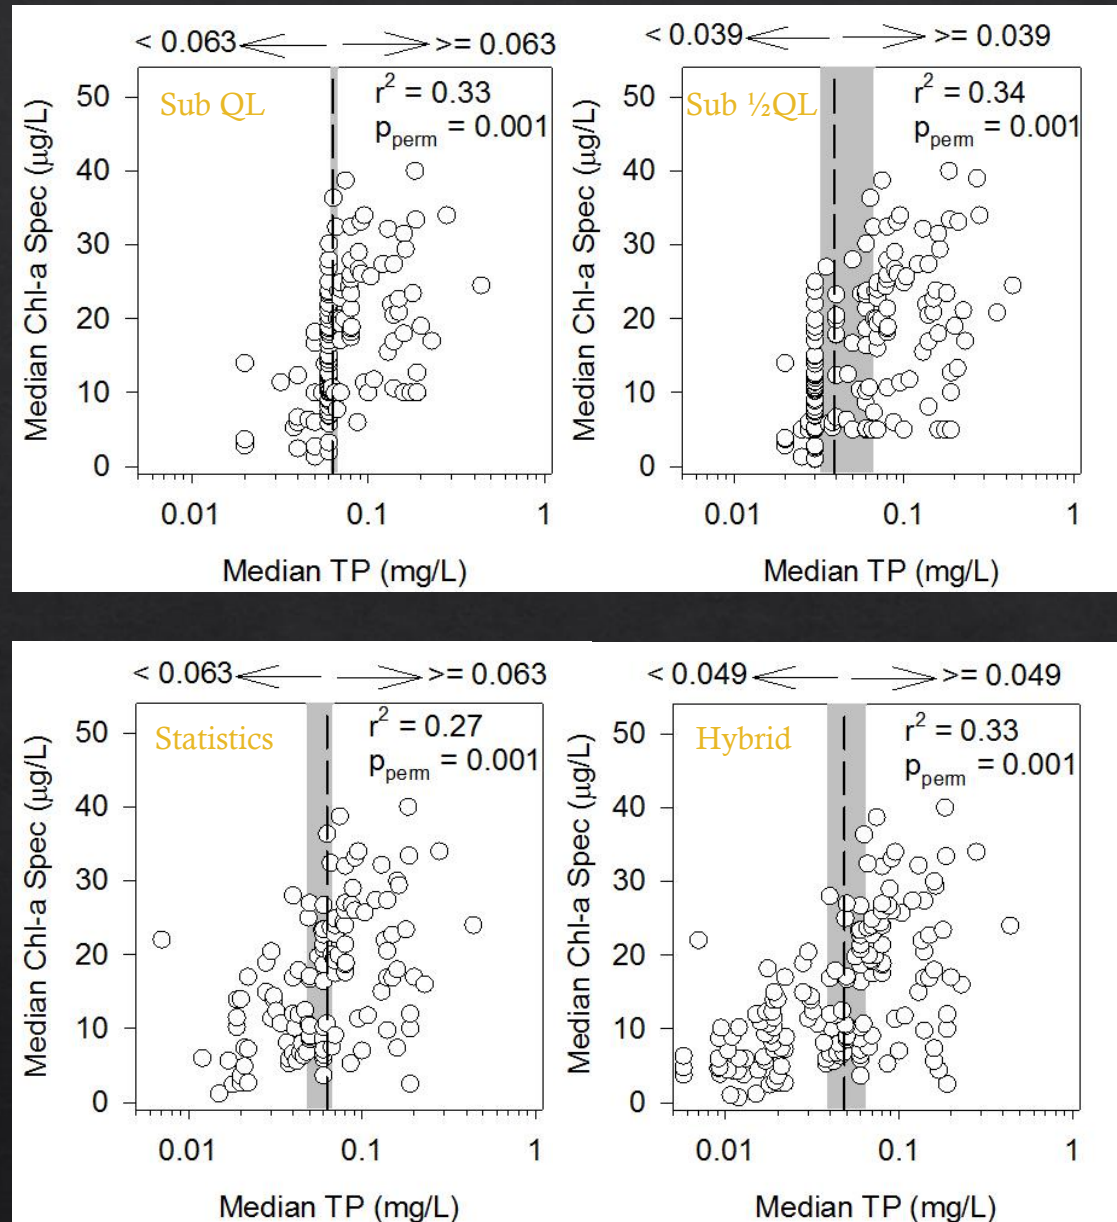 < 0.063 >= 0.063
Sub QL
r² = 0.33
p_perm = 0.001
Median Chl-a Spec (µg/L)
50
40
30
20
10
0
0.01 0.1 1
Median TP (mg/L)
< 0.039 >= 0.039
Sub ½QL
r² = 0.34
p_perm = 0.001
Median Chl-a Spec (µg/L)
50
40
30
20
10
0
0.01 0.1 1
Median TP (mg/L)
< 0.063 >= 0.063
Statistics
r² = 0.27
p_perm = 0.001
Median Chl-a Spec (µg/L)
50
40
30
20
10
0
0.01 0.1 1
Median TP (mg/L)
< 0.049 >= 0.049
Hybrid
r² = 0.33
p_perm = 0.001
Median Chl-a Spec (µg/L)
50
40
30
20
10
0
0.01 0.1 1
Median TP (mg/L)